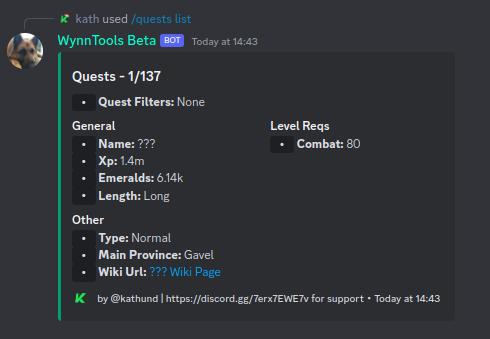 kath used /quests list
WynnTools Beta BOT Today at 14:43
Quests - 1/137
• Quest Filters: None
General
• Name: ???
• Xp: 1.4m
• Emeralds: 6.14k
• Length: Long
Level Reqs
• Combat: 80
Other
• Type: Normal
• Main Province: Gavel
• Wiki Url: ??? Wiki Page
by @kathund | https://discord.gg/7erx7EWE7v for support • Today at 14:43